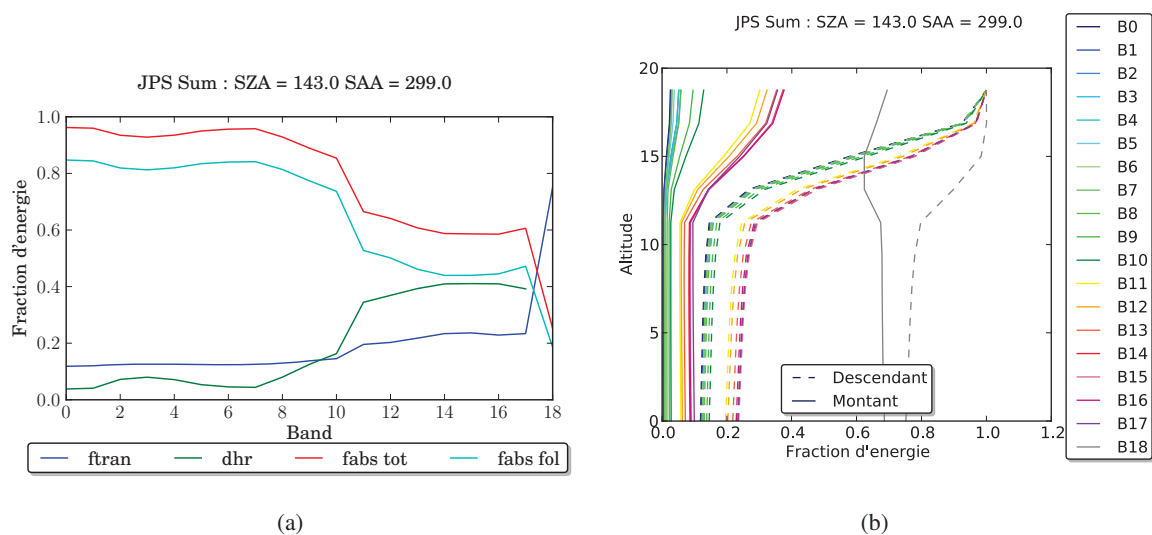 JPS Sum : SZA = 143.0 SAA = 299.0
Fraction d'energie
1.0
0.8
0.6
0.4
0.2
0.0
0 2 4 6 8 10 12 14 16 18
Band
ftran dhr fabs tot fabs fol
(a)
JPS Sum : SZA = 143.0 SAA = 299.0
Altitude
20
15
10
5
0
0.0 0.2 0.4 0.6 0.8 1.0 1.2
Fraction d'energie
Descendant
Montant
B0
B1
B2
B3
B4
B5
B6
B7
B8
B9
B10
B11
B12
B13
B14
B15
B16
B17
B18
(b)